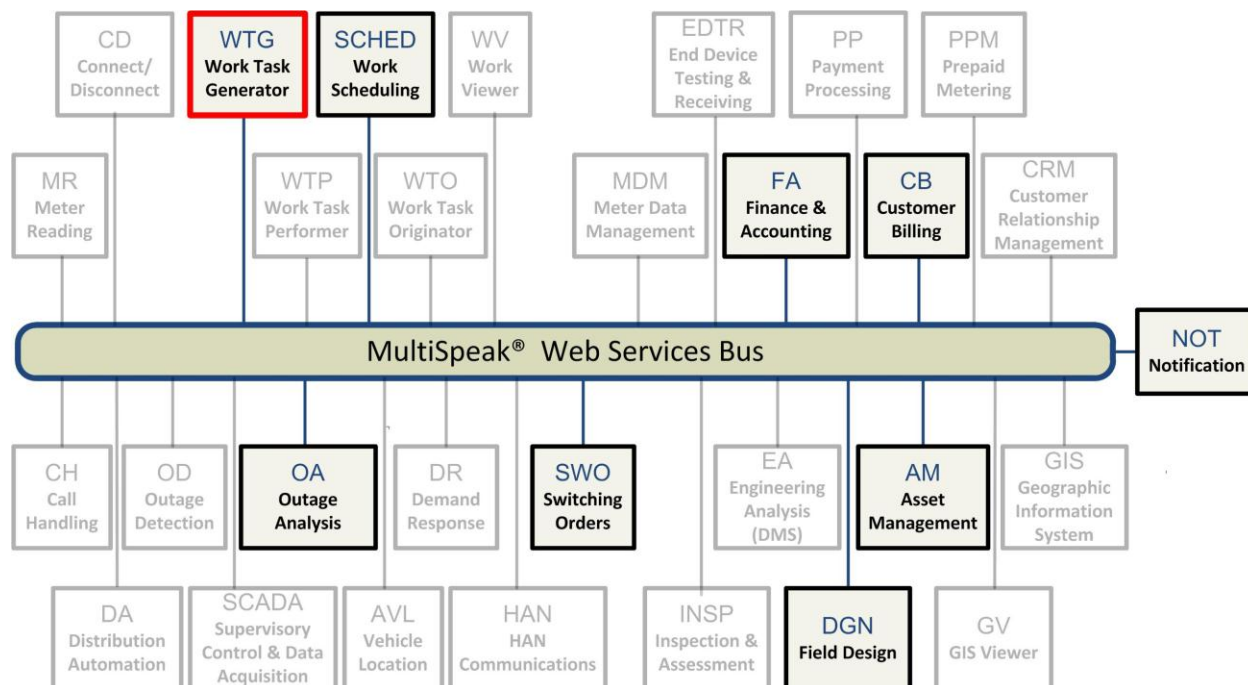 CD
Connect/
Disconnect
WTG
Work Task
Generator
SCHED
Work
Scheduling
WV
Work
Viewer
EDTR
End Device
Testing &
Receiving
PP
Payment
Processing
PPM
Prepaid
Metering
MR
Meter
Reading
WTP
Work Task
Performer
WTO
Work Task
Originator
MDM
Meter Data
Management
FA
Finance &
Accounting
CB
Customer
Billing
CRM
Customer
Relationship
Management
MultiSpeak® Web Services Bus
NOT
Notification
CH
Call
Handling
OD
Outage
Detection
OA
Outage
Analysis
DR
Demand
Response
SWO
Switching
Orders
EA
Engineering
Analysis
(DMS)
AM
Asset
Management
GIS
Geographic
Information
System
DA
Distribution
Automation
SCADA
Supervisory
Control & Data
Acquisition
AVL
Vehicle
Location
HAN
HAN
Communications
INSP
Inspection &
Assessment
DGN
Field Design
GV
GIS Viewer